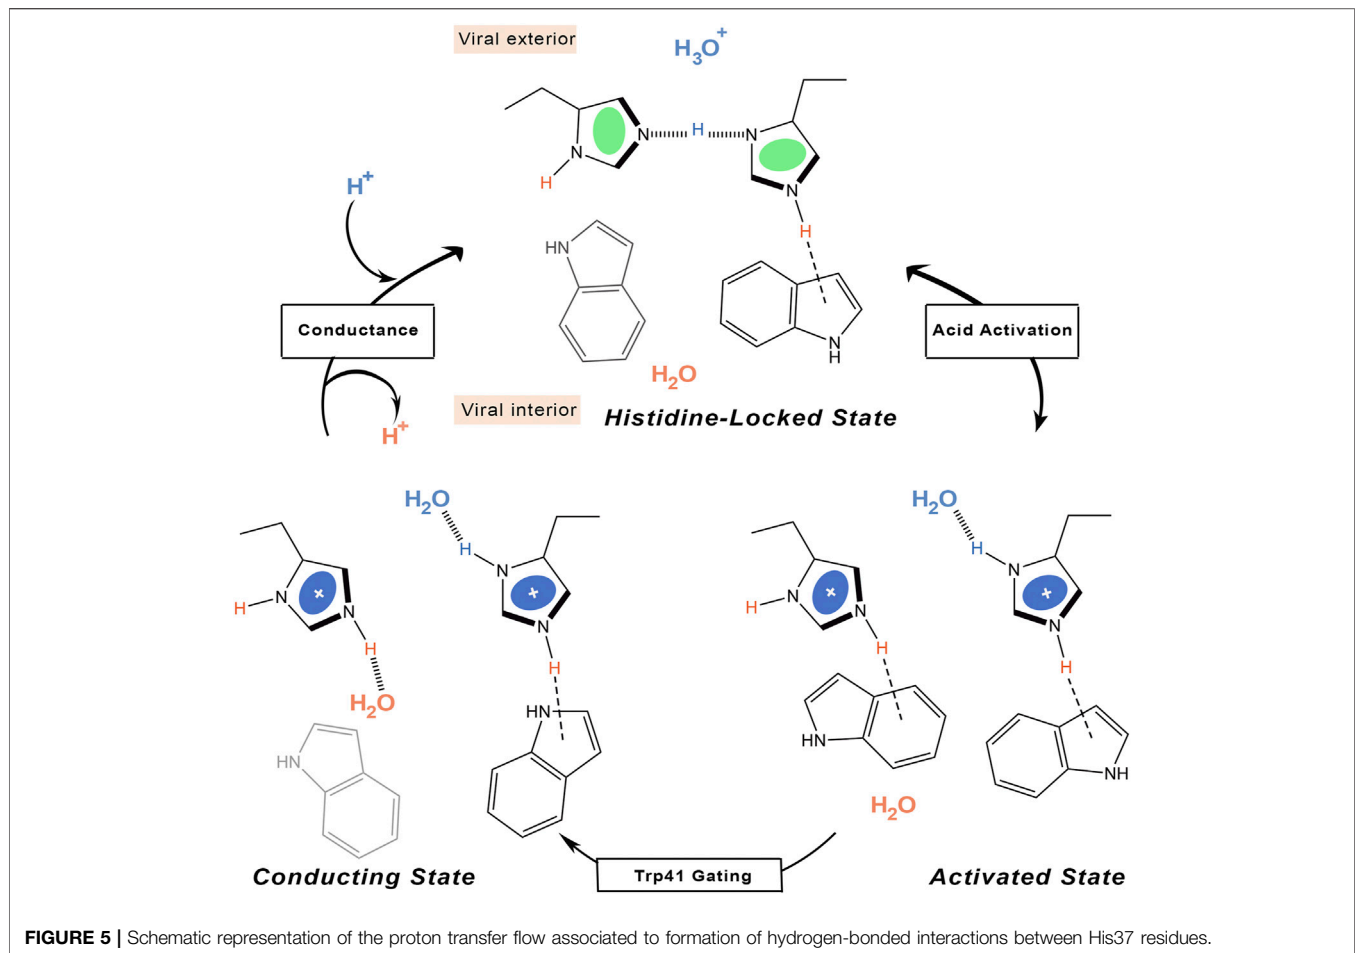 Viral exterior
H3O+
N
H
N
N
H
N
H
H+
HN
NH
Conductance
Acid Activation
H2O
H+
Viral interior
Histidine-Locked State
H2O
H2O
H
N
N
H
N
H
N
H
H2O
HN
HN
H
N
N
H
N
H
N
H
HN
NH
H2O
Conducting State
Trp41 Gating
Activated State
FIGURE 5 | Schematic representation of the proton transfer flow associated to formation of hydrogen-bonded interactions between His37 residues.